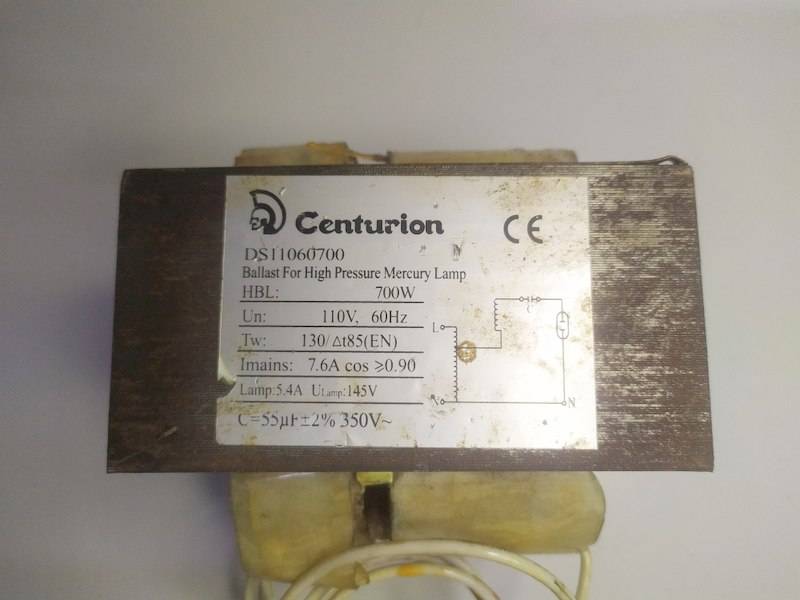 Centurion
CE
DS11060700
Ballast For High Pressure Mercury Lamp
HBL: 700W
Un: 110V, 60Hz
Tw: 130/Δt85(EN)
Imains: 7.6A cos ≥0.90
Lamp:5.4A ULamp:145V
C=55μF±2% 350V~
L
C
N
N